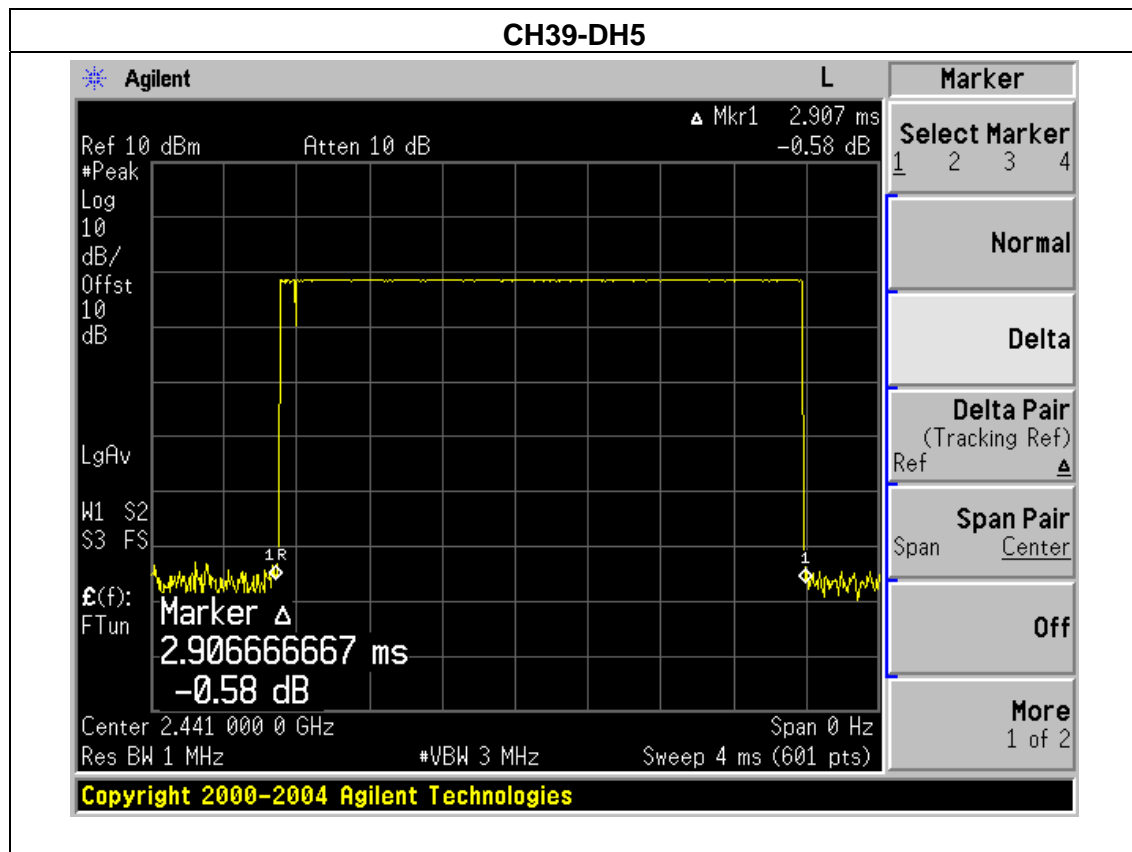 CH39-DH5
Agilent L
Marker
Δ Mkr1 2.907 ms
Ref 10 dBm Atten 10 dB -0.58 dB
#Peak
Log
10
dB/
Offst
10
dB
LgAv
W1 S2
S3 FS
£(f):
FTun
1R
1
Marker Δ
2.906666667 ms
-0.58 dB
Center 2.441 000 0 GHz Span 0 Hz
Res BW 1 MHz #VBW 3 MHz Sweep 4 ms (601 pts)
Select Marker
1 2 3 4
Normal
Delta
Delta Pair
(Tracking Ref)
Ref Δ
Span Pair
Span Center
Off
More
1 of 2
Copyright 2000-2004 Agilent Technologies